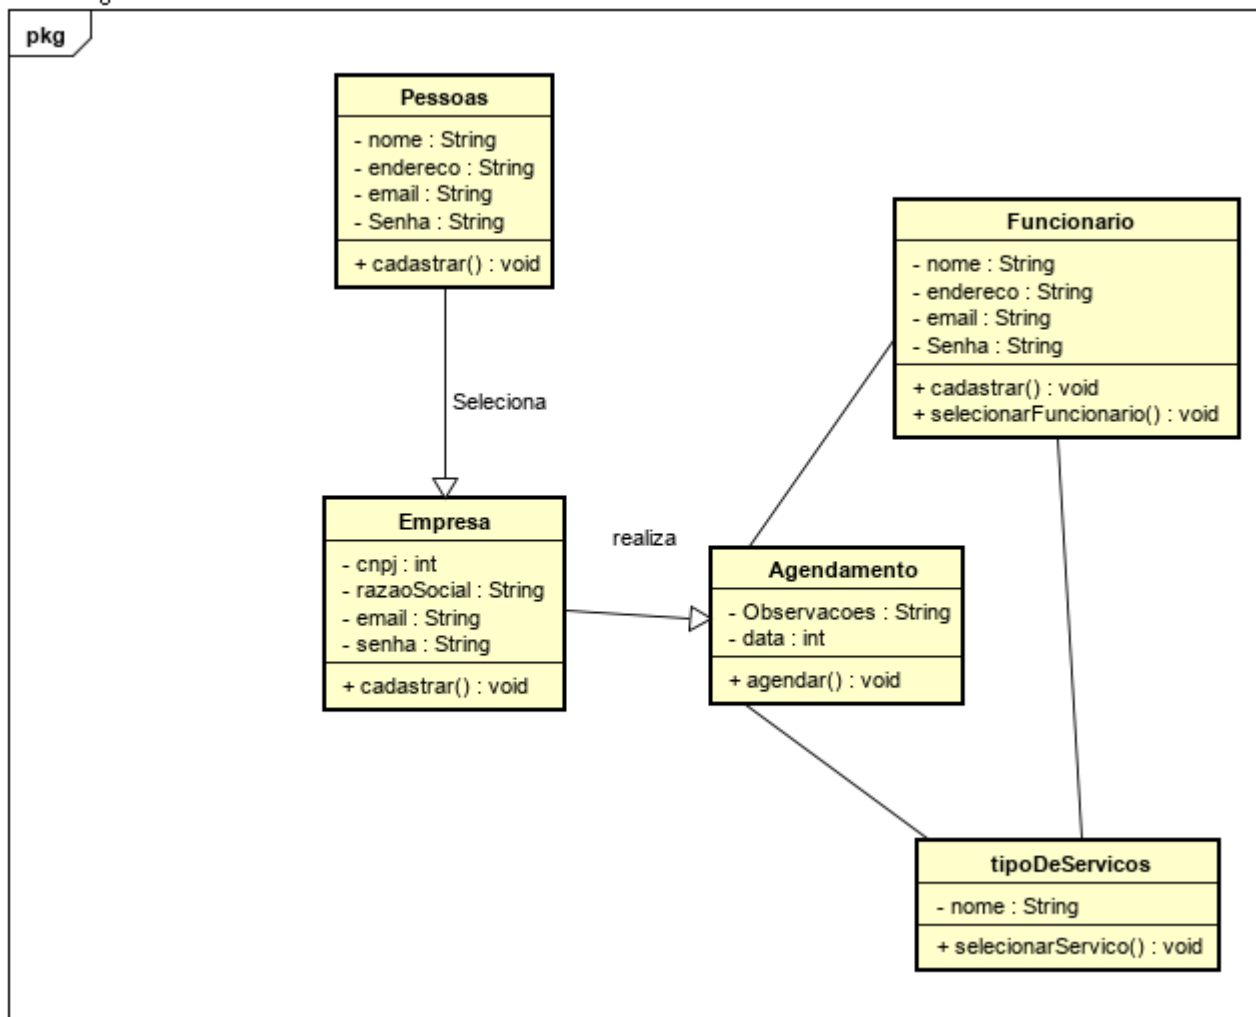 pkg
Pessoas
- nome : String
- endereco : String
- email : String
- Senha : String
+ cadastrar() : void
Seleciona
Funcionario
- nome : String
- endereco : String
- email : String
- Senha : String
+ cadastrar() : void
+ selecionarFuncionario() : void
Empresa
- cnpj : int
- razaoSocial : String
- email : String
- senha : String
+ cadastrar() : void
realiza
Agendamento
- Observacoes : String
- data : int
+ agendar() : void
tipoDeServicos
- nome : String
+ selecionarServico() : void